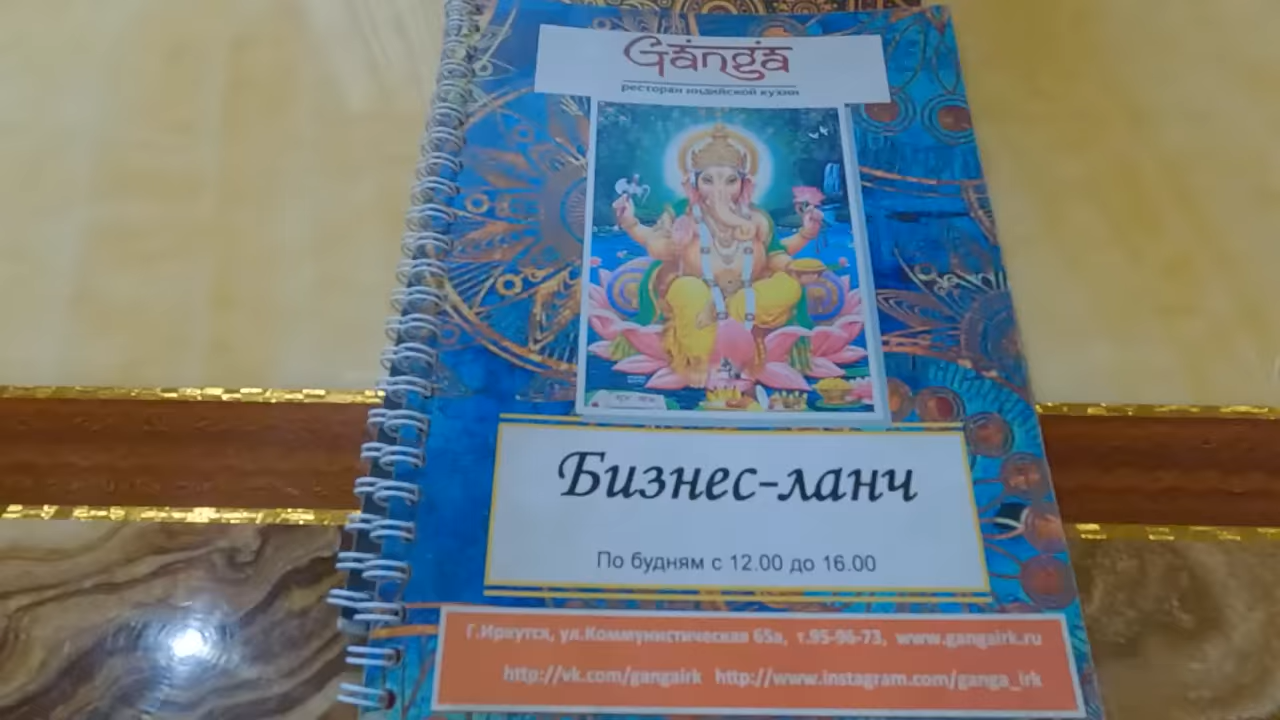 Ganga
ресторан индийской кухни
Бизнес-ланч
По будням с 12.00 до 16.00
Г.Иркутск, ул.Коммунистическая 65а, т.95-96-73, www.gangairk.ru
http://vk.com/gangairk http://www.instagram.com/ganga_irk